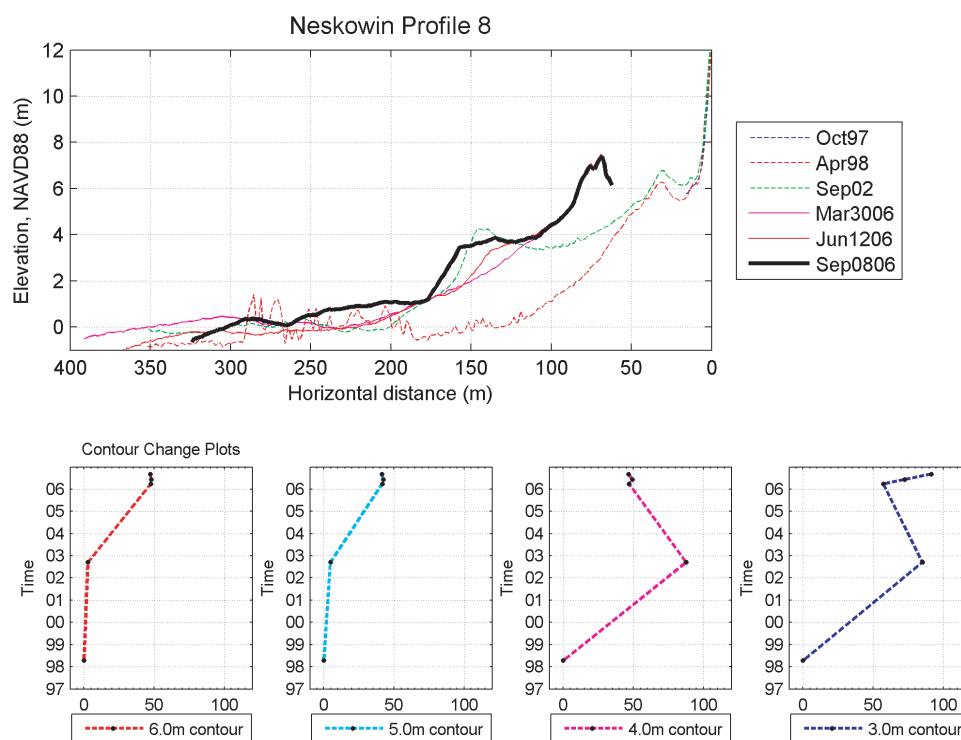 Neskowin Profile 8
Elevation, NAVD88 (m)
12
10
8
6
4
2
0
400 350 300 250 200 150 100 50 0
Horizontal distance (m)
Oct97
Apr98
Sep02
Mar3006
Jun1206
Sep0806
Contour Change Plots
Time
06
05
04
03
02
01
00
99
98
97
0 50 100
6.0m contour
Time
06
05
04
03
02
01
00
99
98
97
0 50 100
5.0m contour
Time
06
05
04
03
02
01
00
99
98
97
0 50 100
4.0m contour
Time
06
05
04
03
02
01
00
99
98
97
0 50 100
3.0m contour